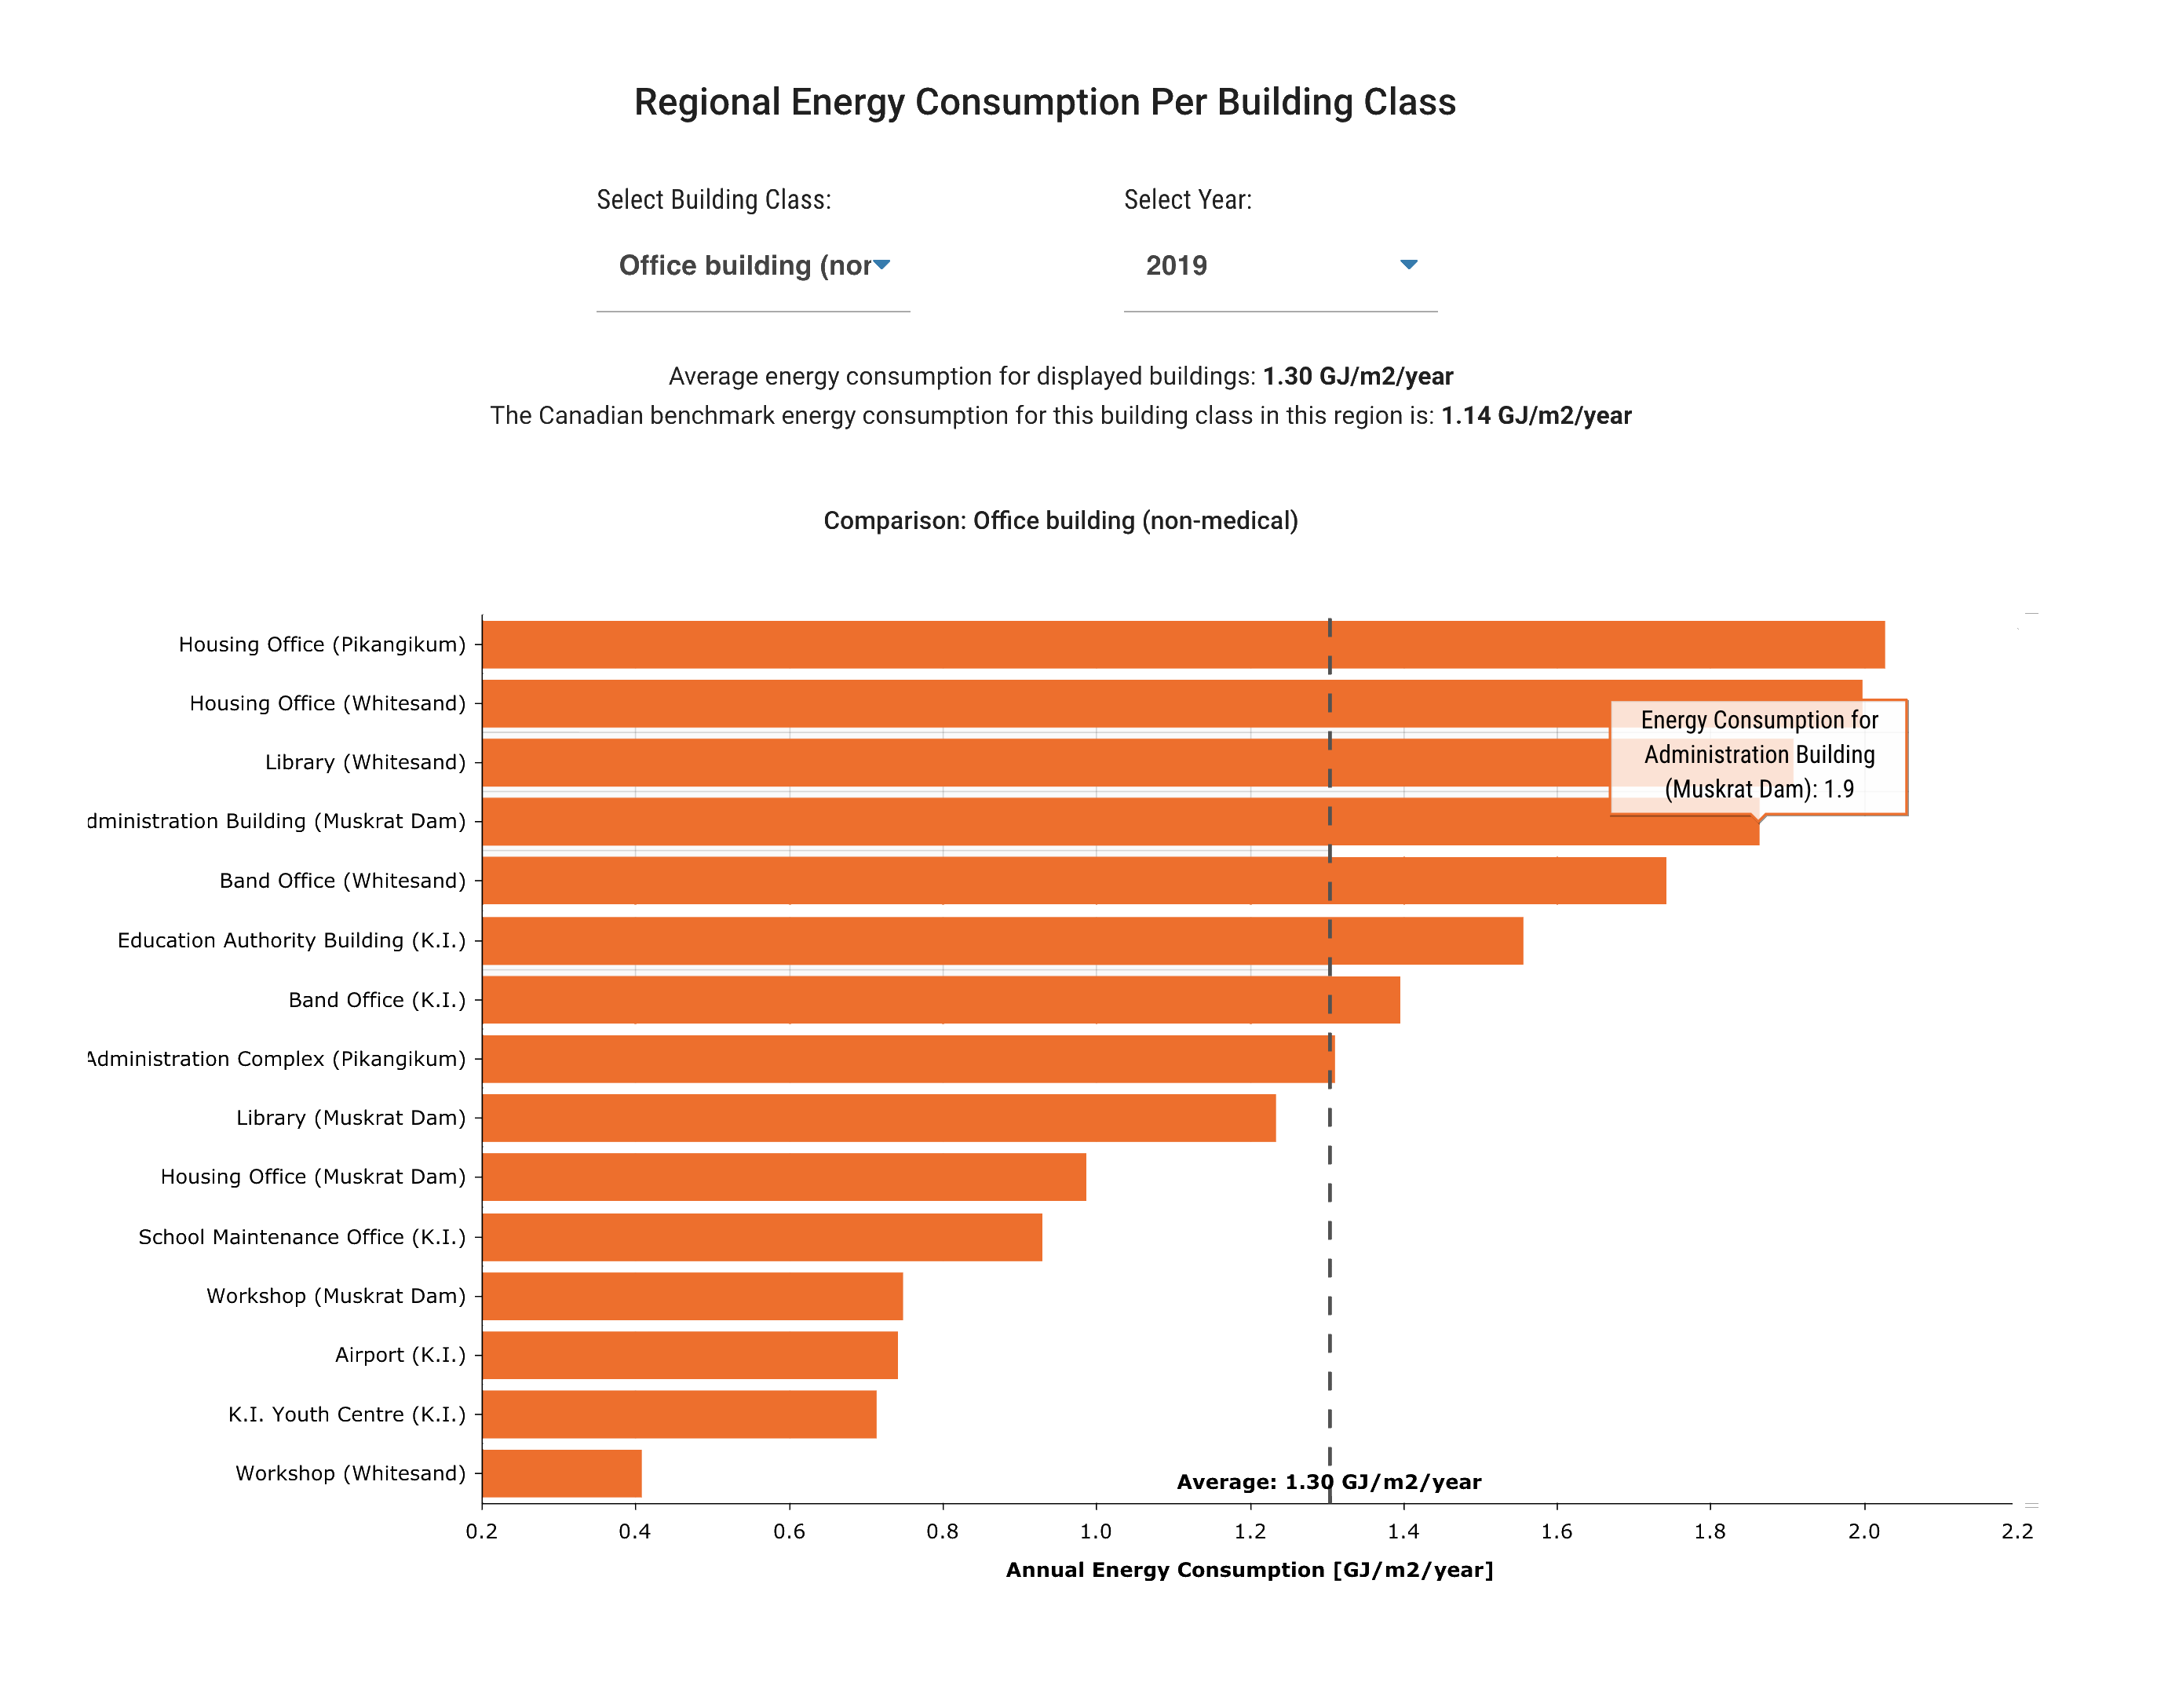 Regional Energy Consumption Per Building Class
Select Building Class:
Select Year:
Office building (nor
2019
Average energy consumption for displayed buildings: 1.30 GJ/m2/year
The Canadian benchmark energy consumption for this building class in this region is: 1.14 GJ/m2/year
Comparison: Office building (non-medical)
Housing Office (Pikangikum)
Housing Office (Whitesand)
Library (Whitesand)
dministration Building (Muskrat Dam)
Band Office (Whitesand)
Education Authority Building (K.I.)
Band Office (K.I.)
Administration Complex (Pikangikum)
Library (Muskrat Dam)
Housing Office (Muskrat Dam)
School Maintenance Office (K.I.)
Workshop (Muskrat Dam)
Airport (K.I.)
K.I. Youth Centre (K.I.)
Workshop (Whitesand)
Energy Consumption for
Administration Building
(Muskrat Dam): 1.9
Average: 1.30 GJ/m2/year
0.2 0.4 0.6 0.8 1.0 1.2 1.4 1.6 1.8 2.0 2.2
Annual Energy Consumption [GJ/m2/year]